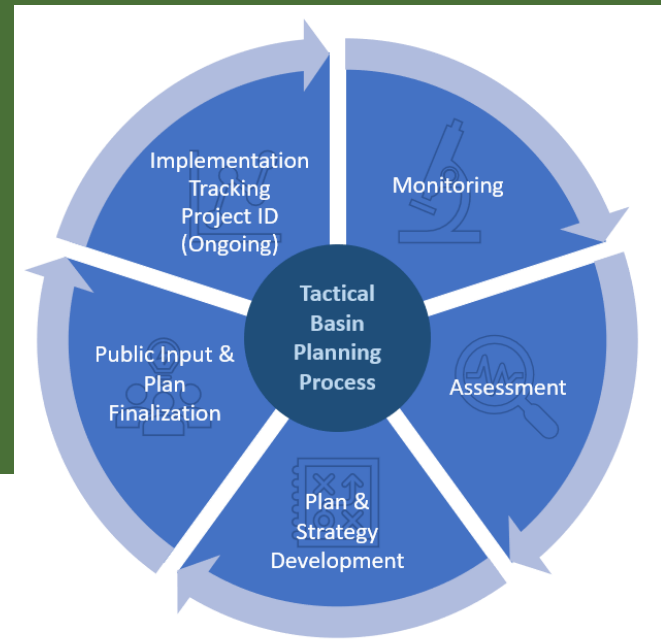 Implementation
Tracking
Project ID
(Ongoing)
Monitoring
Tactical
Basin
Planning
Process
Public Input &
Plan
Finalization
Assessment
Plan &
Strategy
Development